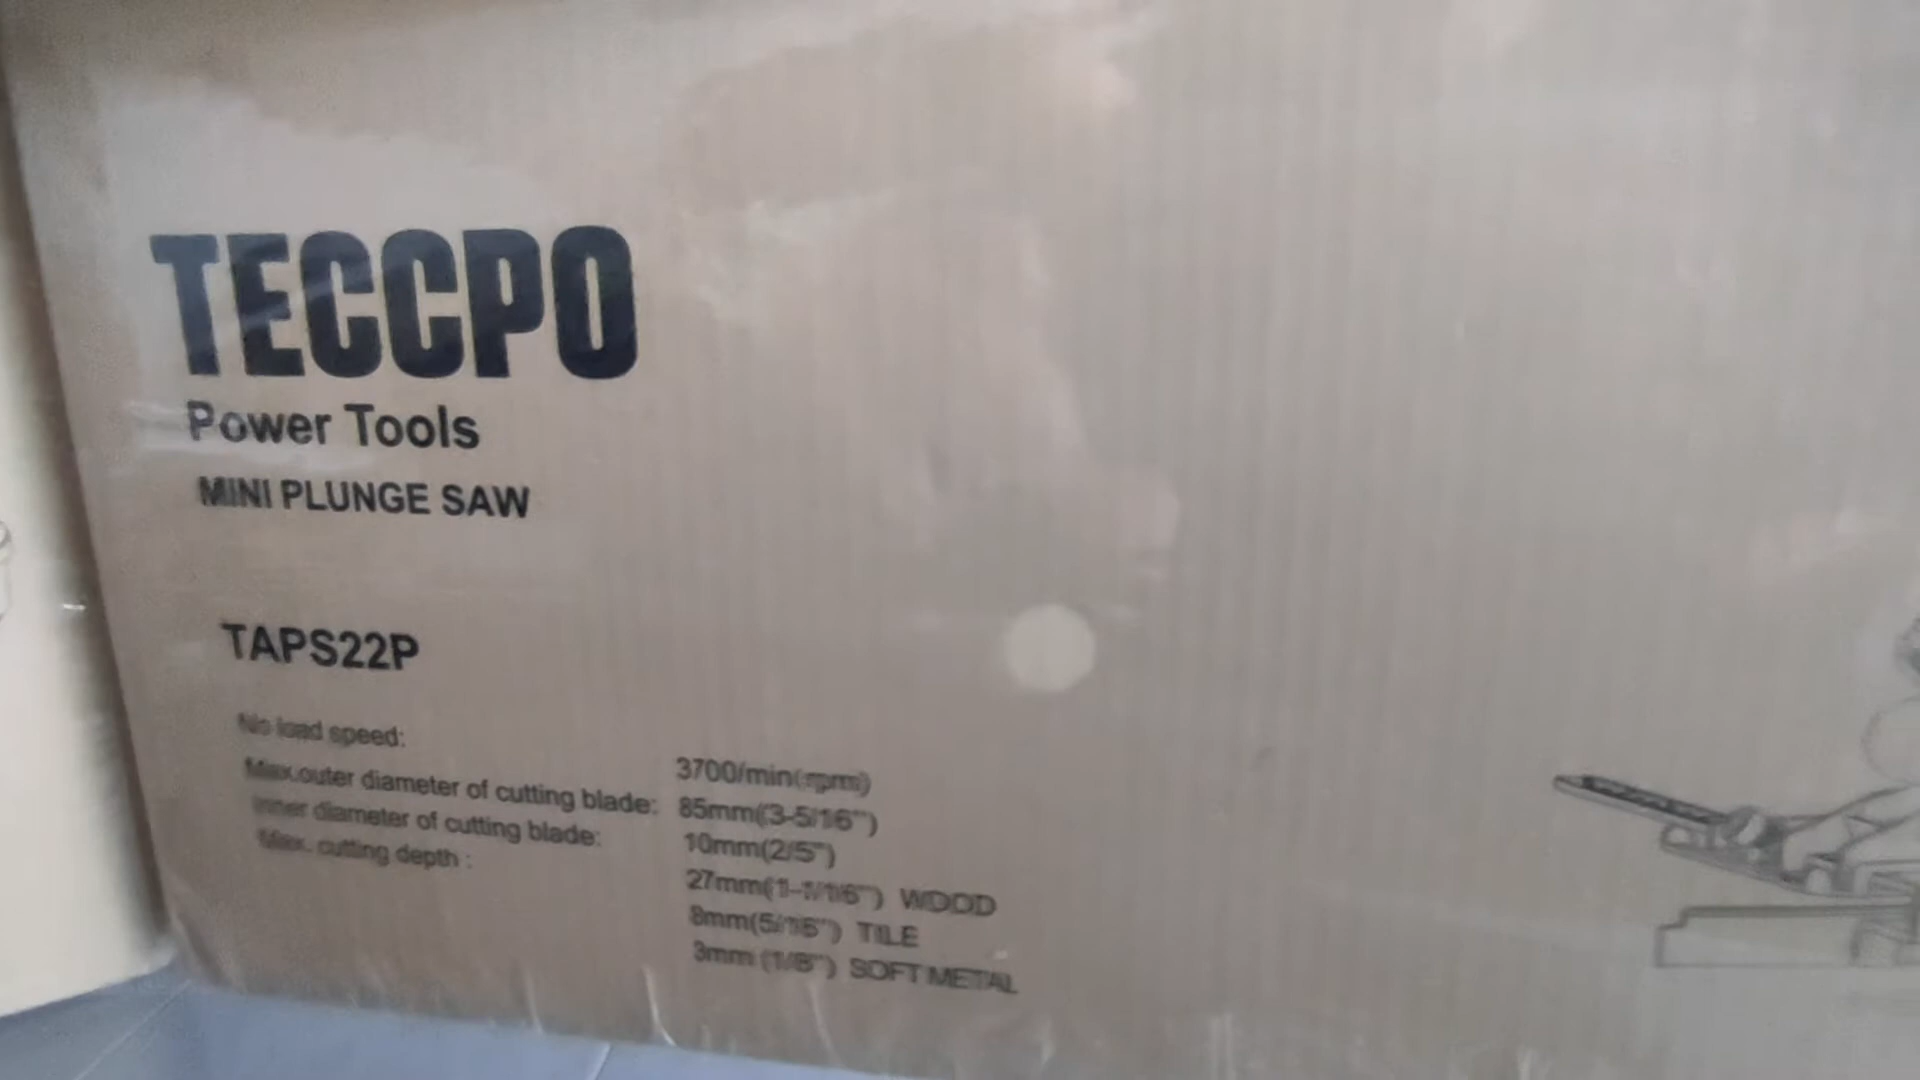 TECCPO
Power Tools
MINI PLUNGE SAW
TAPS22P
No load speed: 3700/min(rpm)
Max.outer diameter of cutting blade: 85mm(3-5/16")
Inner diameter of cutting blade: 10mm(2/5")
Max. cutting depth : 27mm(1-1/16") WOOD
8mm(5/16") TILE
3mm (1/8") SOFT METAL